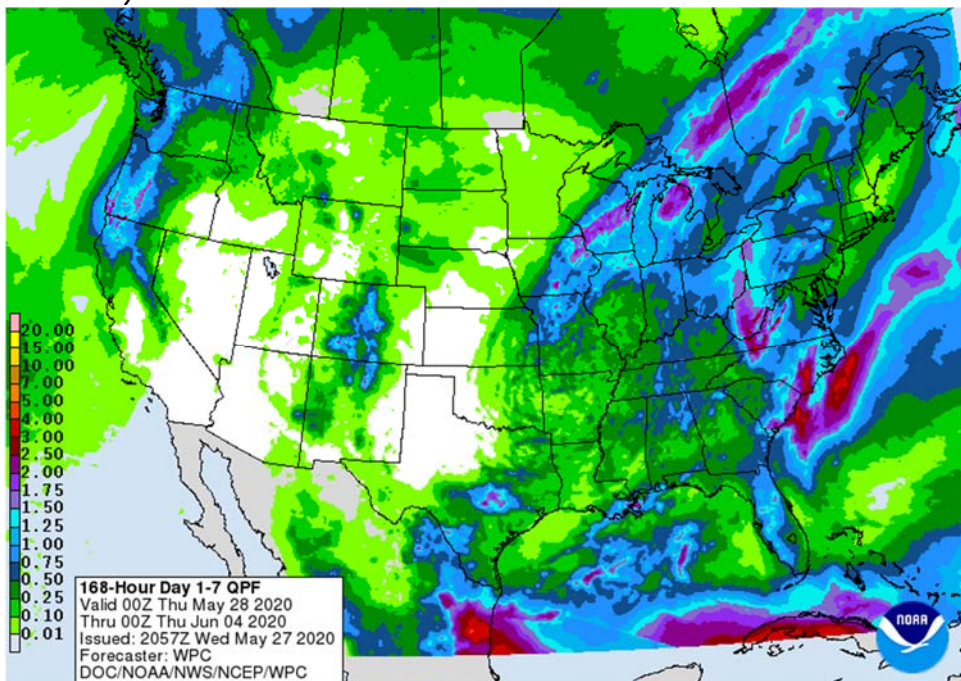 20.00
15.00
10.00
7.00
5.00
4.00
3.00
2.50
2.00
1.75
1.50
1.25
1.00
0.75
0.50
0.25
0.10
0.01
168-Hour Day 1-7 QPF
Valid 00Z Thu May 28 2020
Thru 00Z Thu Jun 04 2020
Issued: 2057Z Wed May 27 2020
Forecaster: WPC
DOC/NOAA/NWS/NCEP/WPC
NOAA